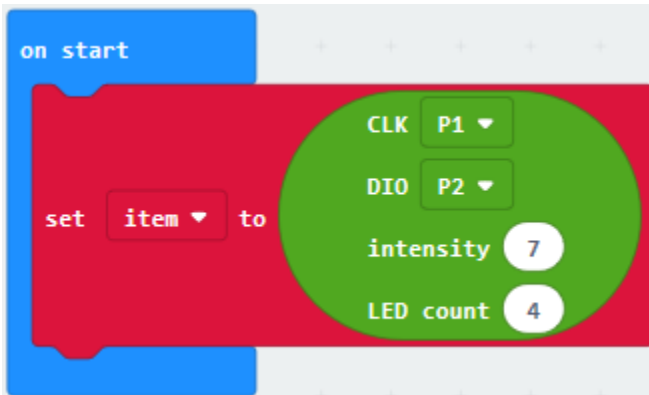 on start
CLK P1
DIO P2
set item to
intensity 7
LED count 4